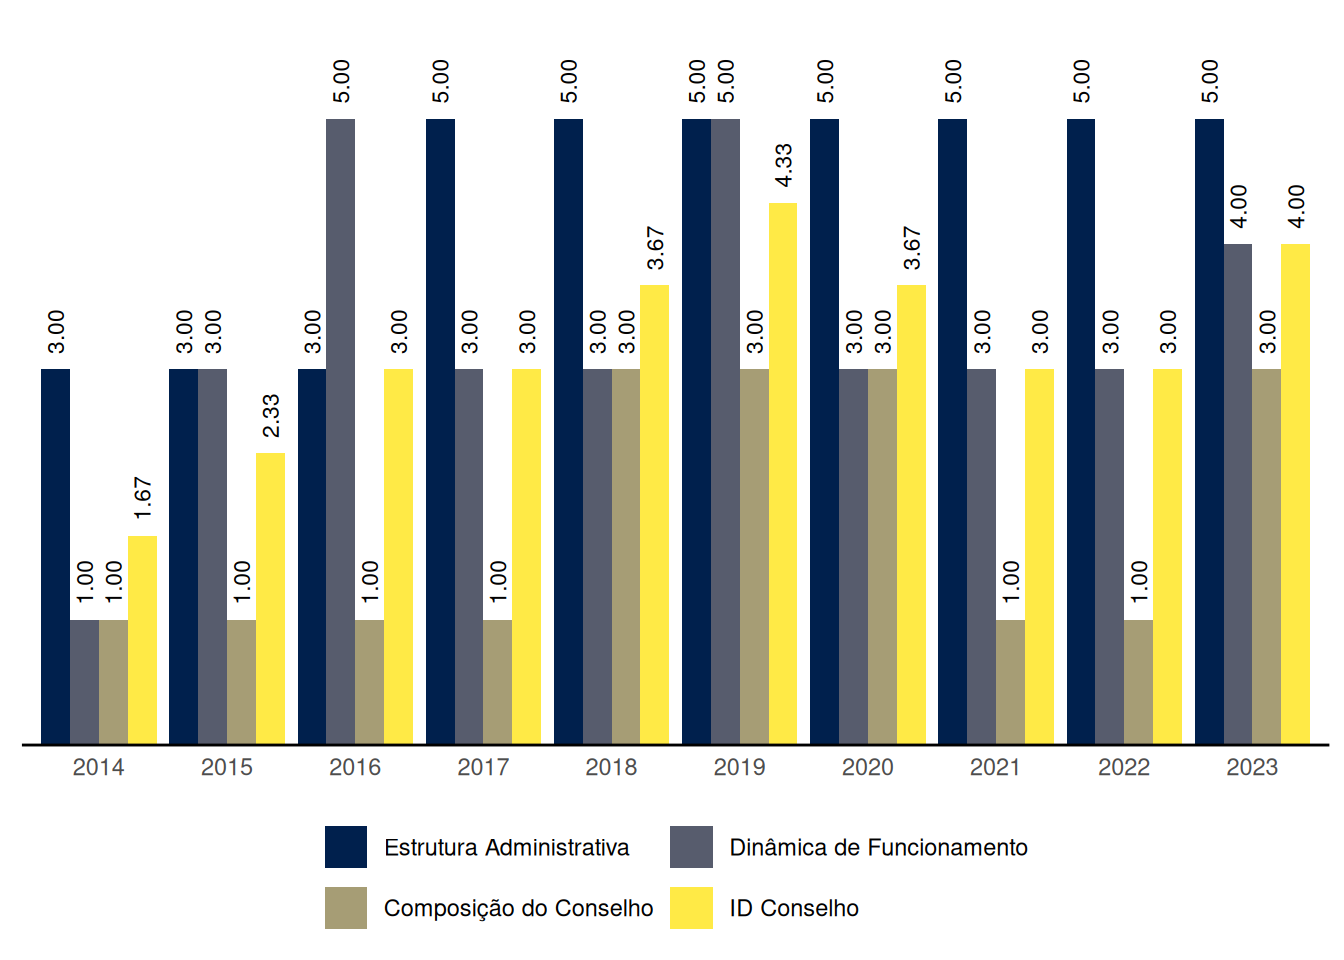 3.00 1.00 1.00 1.67
3.00 3.00 1.00 2.33
3.00 5.00 1.00 3.00
5.00 3.00 1.00 3.00
5.00 3.00 3.00 3.67
5.00 5.00 3.00 4.33
5.00 3.00 3.00 3.67
5.00 3.00 1.00 3.00
5.00 3.00 1.00 3.00
5.00 4.00 3.00 4.00
2014 2015 2016 2017 2018 2019 2020 2021 2022 2023
Estrutura Administrativa Dinâmica de Funcionamento
Composição do Conselho ID Conselho